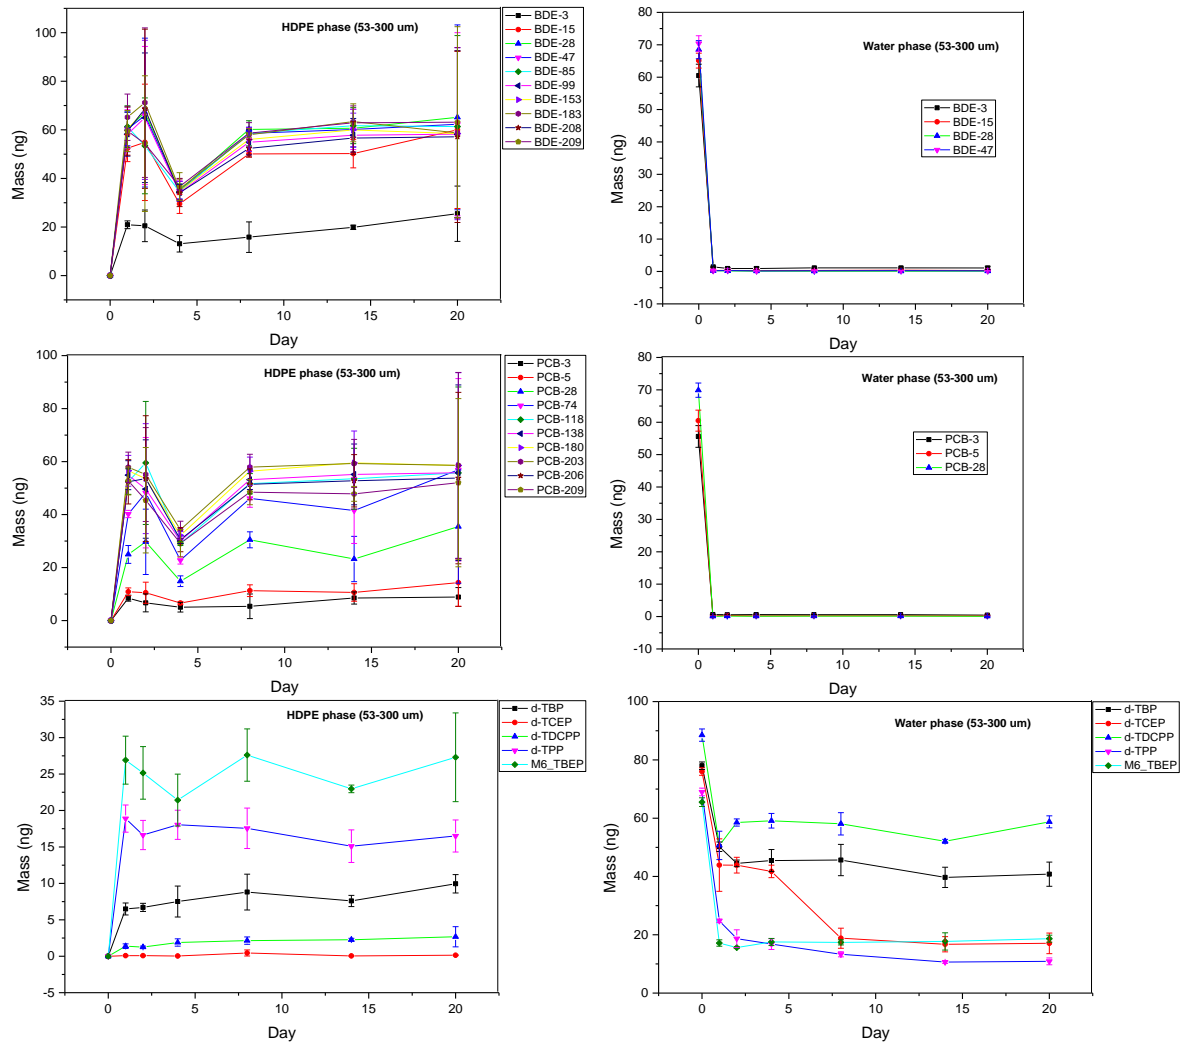 HDPE phase (53-300 um)
Mass (ng)
100
80
60
40
20
0
0
5
10
15
20
Day
BDE-3
BDE-15
BDE-28
BDE-47
BDE-85
BDE-99
BDE-153
BDE-183
BDE-208
BDE-209
Water phase (53-300 um)
Mass (ng)
80
70
60
50
40
30
20
10
0
-10
0
5
10
15
20
Day
BDE-3
BDE-15
BDE-28
BDE-47
HDPE phase (53-300 um)
Mass (ng)
100
80
60
40
20
0
0
5
10
15
20
Day
PCB-3
PCB-5
PCB-28
PCB-74
PCB-118
PCB-138
PCB-180
PCB-203
PCB-206
PCB-209
Water phase (53-300 um)
Mass (ng)
80
70
60
50
40
30
20
10
0
-10
0
5
10
15
20
Day
PCB-3
PCB-5
PCB-28
HDPE phase (53-300 um)
Mass (ng)
35
30
25
20
15
10
5
0
-5
0
5
10
15
20
Day
d-TBP
d-TCEP
d-TDCPP
d-TPP
M6_TBEP
Water phase (53-300 um)
Mass (ng)
100
80
60
40
20
0
0
5
10
15
20
Day
d-TBP
d-TCEP
d-TDCPP
d-TPP
M6_TBEP